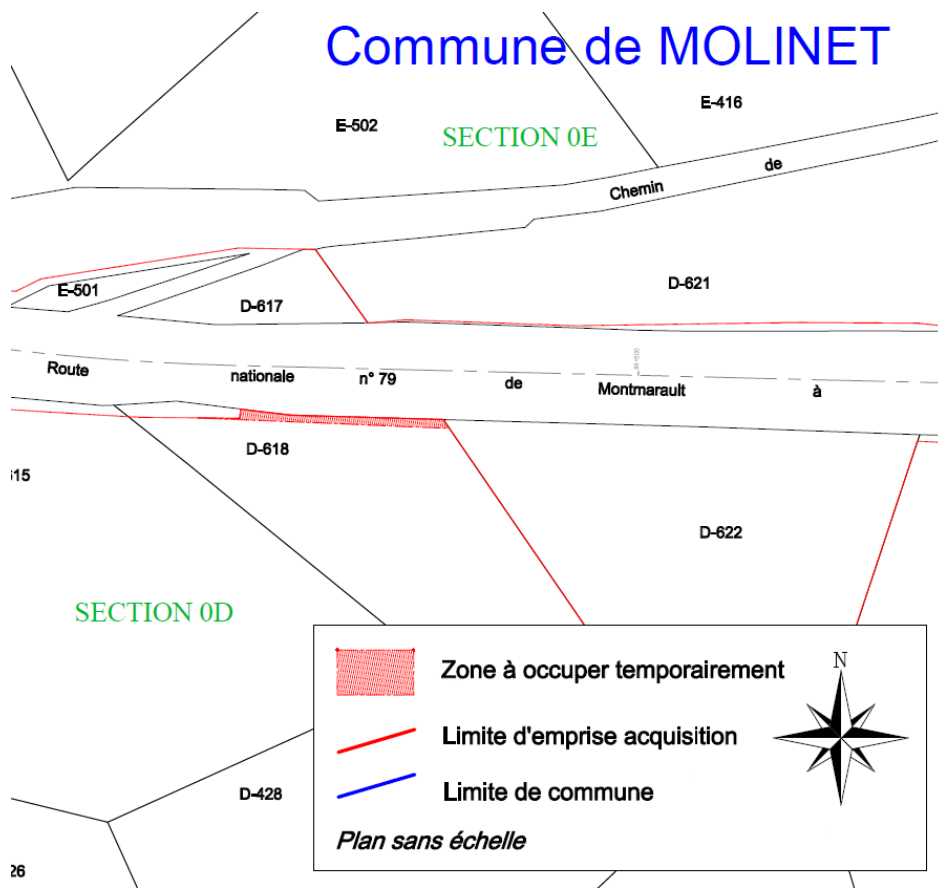 Commune de MOLINET
E-416
E-502
SECTION 0E
Chemin de
E-501
D-617
D-621
Route nationale n° 79 de Montmarault à
D-618
615
D-622
SECTION 0D
N
Zone à occuper temporairement
Limite d'emprise acquisition
Limite de commune
Plan sans échelle
D-428
26